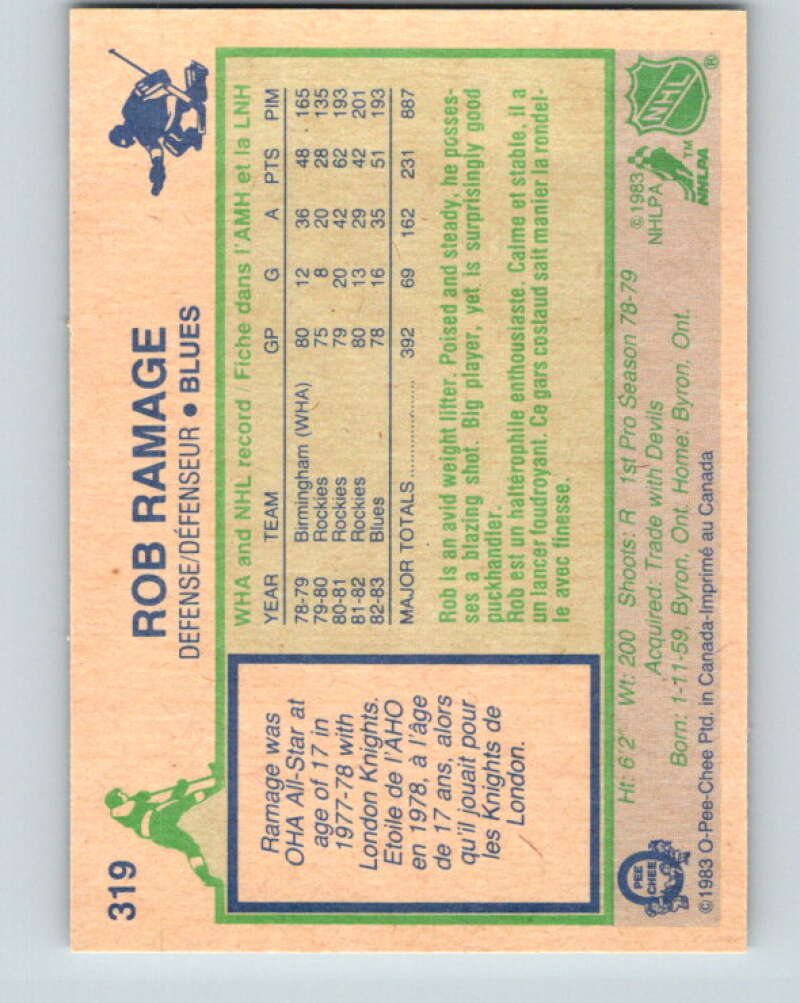 319
ROB RAMAGE
DEFENSE/DÉFENSEUR • BLUES
Ramage was
OHA All-Star at
age of 17 in
1977-78 with
London Knights.
Etoile de l'AHO
en 1978, à l'âge
de 17 ans, alors
qu'il jouait pour
les Knights de
London.
WHA and NHL record Fiche dans l'AMH et la LNH
YEAR TEAM GP G A PTS PIM
78-79 Birmingham (WHA) 80 12 36 48 165
79-80 Rockies 75 8 20 28 135
80-81 Rockies 79 20 42 62 193
81-82 Rockies 80 13 29 42 201
82-83 Blues 78 16 35 51 193
MAJOR TOTALS .................. 392 69 162 231 887
Rob is an avid weight lifter. Poised and steady, he posses-
ses a blazing shot. Big player, yet is surprisingly good
puckhandler.
Rob est un haltérophile enthousiaste. Calme et stable, il a
un lancer foudroyant. Ce gars costaud sait manier la rondel-
le avec finesse.
Ht: 6'2" Wt: 200 Shoots: R 1st Pro Season 78-79
Acquired: Trade with Devils
Born: 1-11-59, Byron, Ont. Home: Byron, Ont.
©1983 O-Pee-Chee Ptd. in Canada-Imprimé au Canada
O
PEE
CHEE
©1983
NHLPA
NHLPA
TM
NHL
®